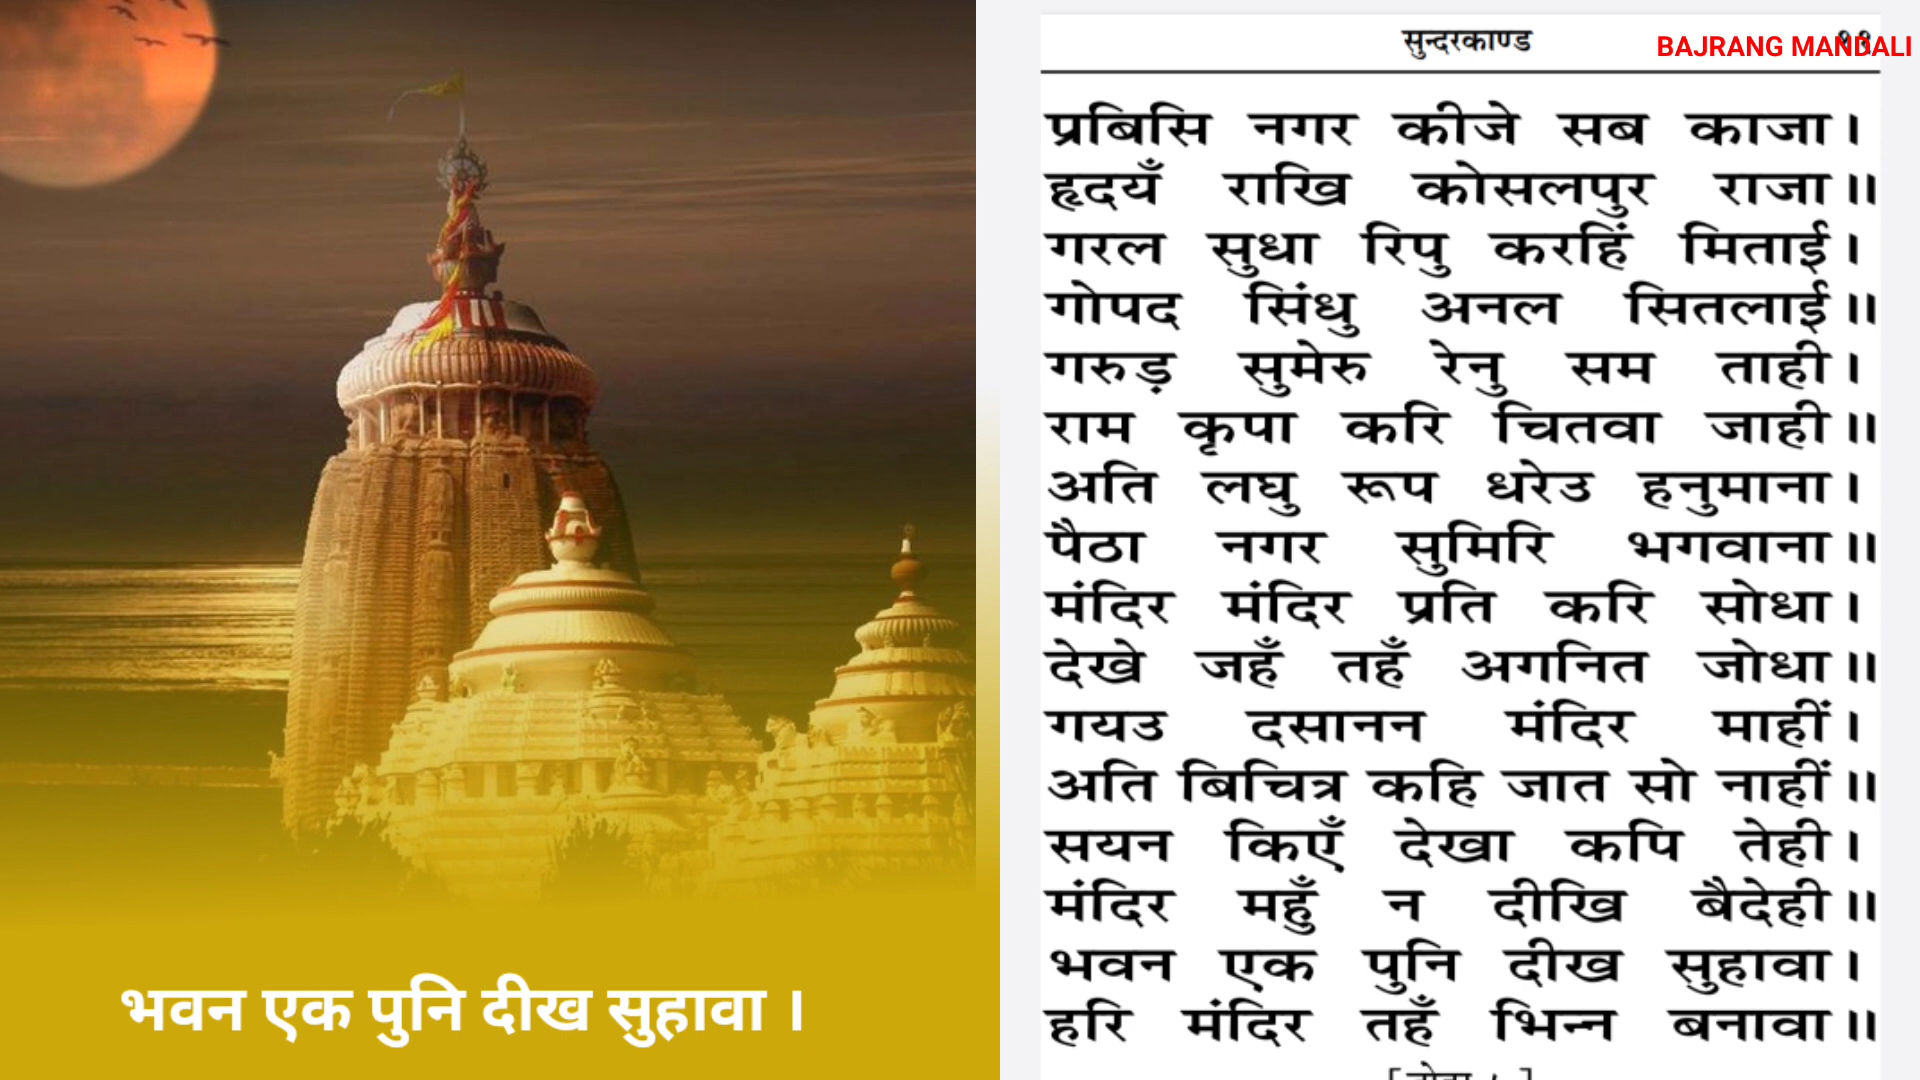 भवन एक पुनि दीख सुहावा ।
सुन्दरकाण्ड
BAJRANG MANDALI
प्रबिसि नगर कीजे सब काजा ।
हृदयँ राखि कोसलपुर राजा ॥
गरल सुधा रिपु करहिं मिताई ।
गोपद सिंधु अनल सितलाई ॥
गरुड़ सुमेरु रेनु सम ताही ।
राम कृपा करि चितवा जाही ॥
अति लघु रूप धरेउ हनुमाना ।
पैठा नगर सुमिरि भगवाना ॥
मंदिर मंदिर प्रति करि सोधा ।
देखे जहँ तहँ अगनित जोधा ॥
गयउ दसानन मंदिर माहीं ।
अति बिचित्र कहि जात सो नाहीं ॥
सयन किएँ देखा कपि तेही ।
मंदिर महुँ न दीखि बैदेही ॥
भवन एक पुनि दीख सुहावा ।
हरि मंदिर तहँ भिन्न बनावा ॥